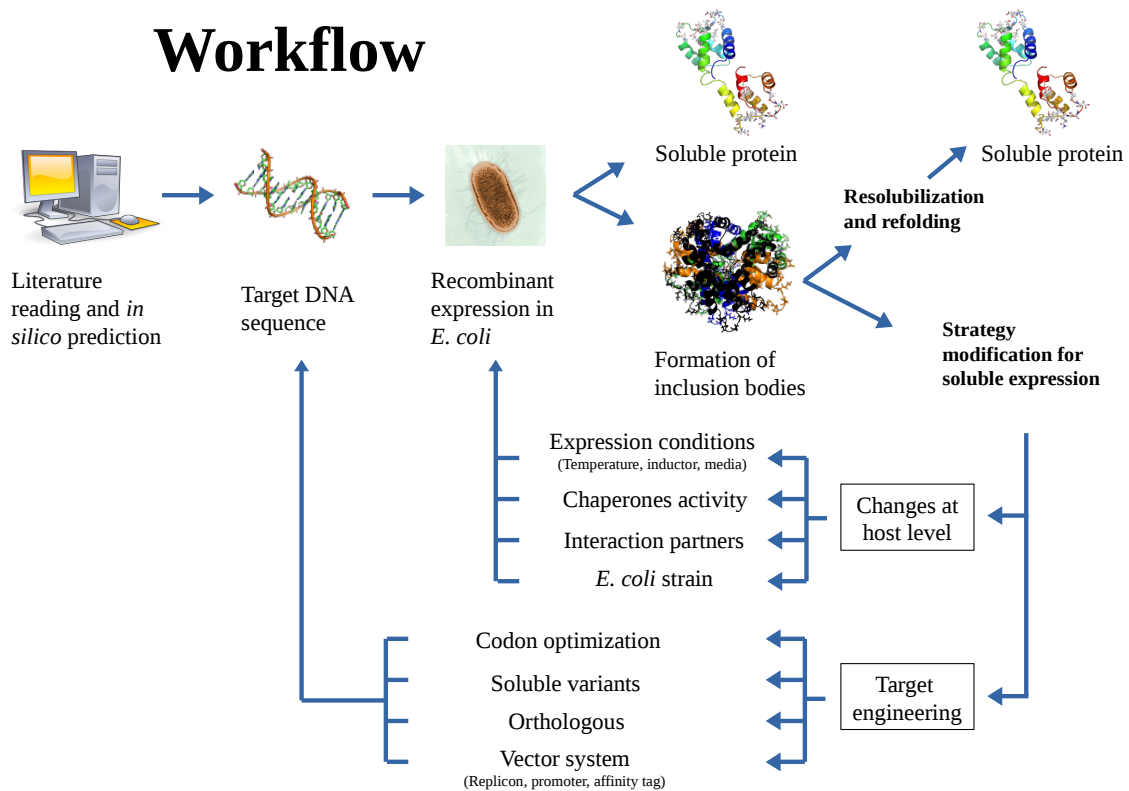 Workflow
Soluble protein
Soluble protein
Resolubilization
and refolding
Literature
reading and in
silico prediction
Target DNA
sequence
Recombinant
expression in
E. coli
Formation of
inclusion bodies
Strategy
modification for
soluble expression
Expression conditions
(Temperature, inductor, media)
Chaperones activity
Interaction partners
E. coli strain
Changes at
host level
Codon optimization
Soluble variants
Orthologous
Vector system
(Replicon, promoter, affinity tag)
Target
engineering